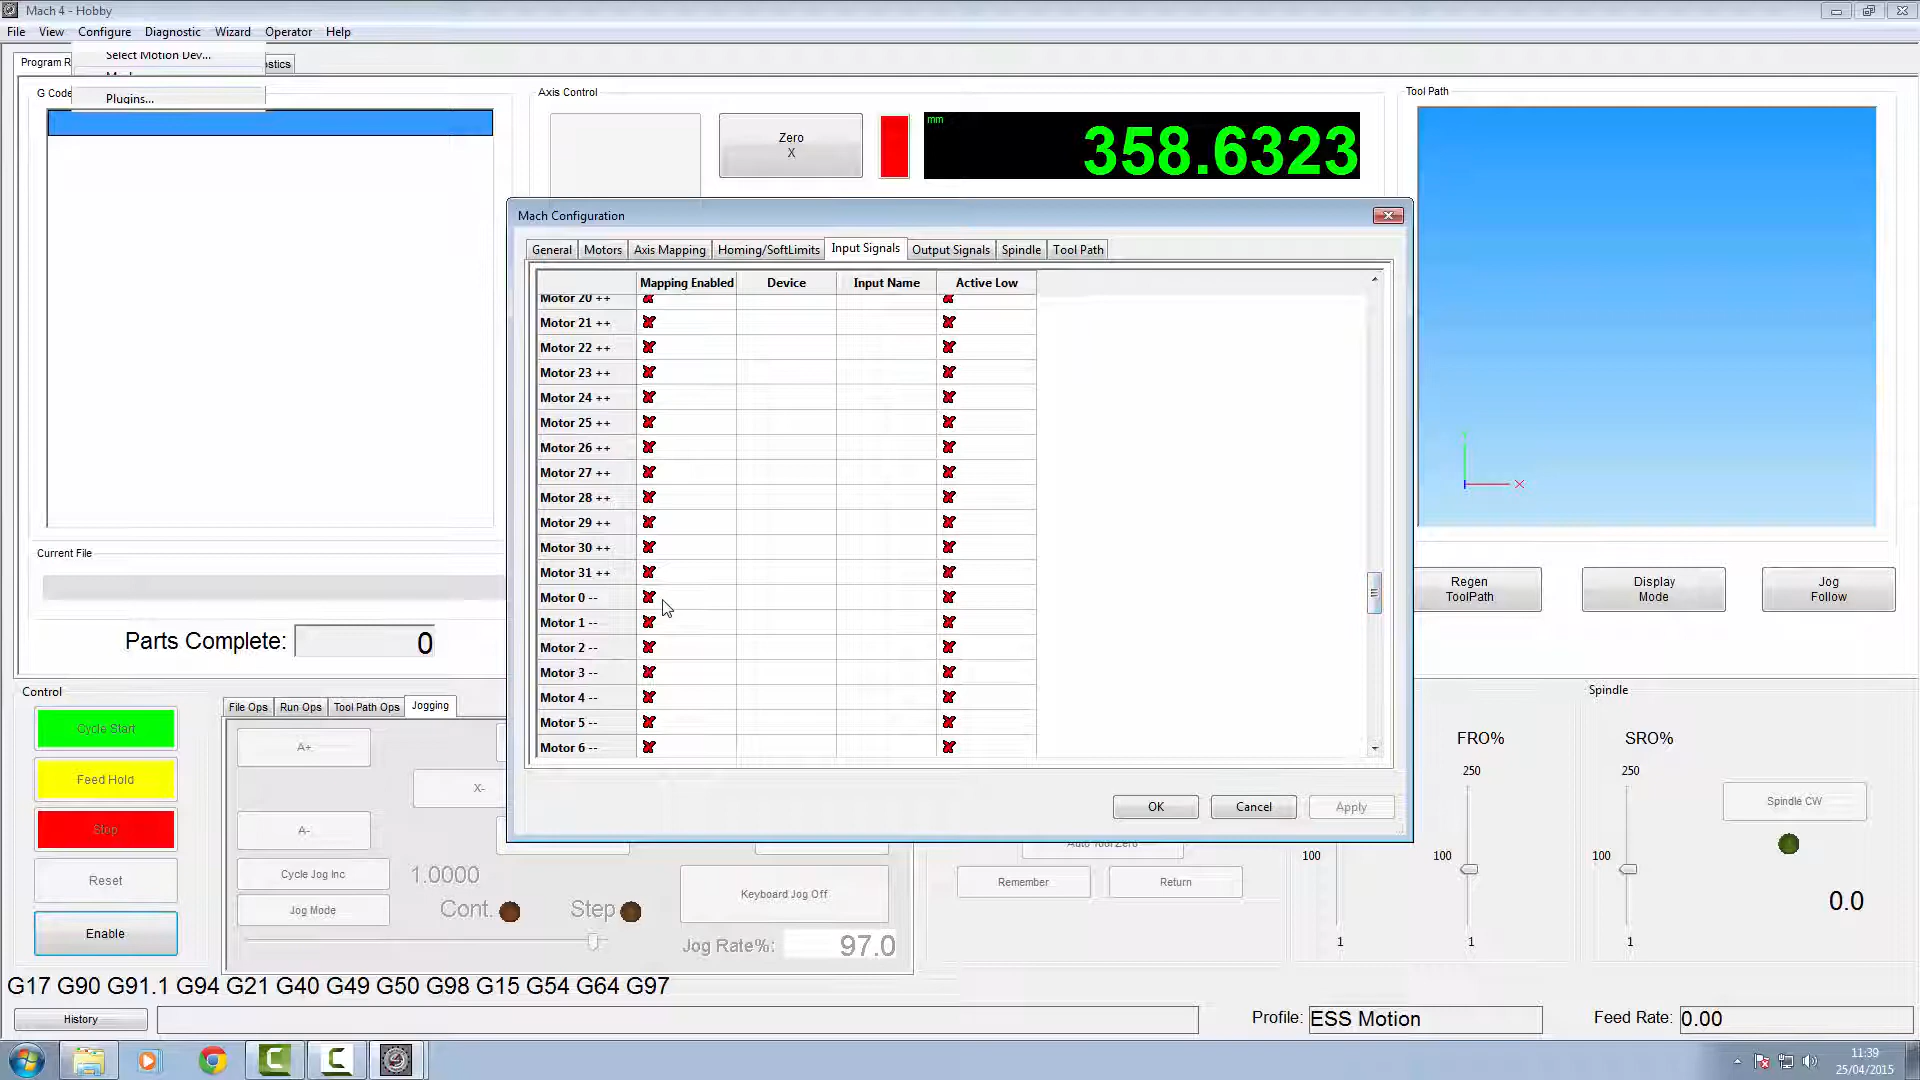 Mach 4 - Hobby
File View Configure Diagnostic Wizard Operator Help
Select Motion Dev...
Plugins...
Program R
stics
G Code
Axis Control
Tool Path
Zero
X
mm
358.6323
Mach Configuration
General Motors Axis Mapping Homing/SoftLimits Input Signals Output Signals Spindle Tool Path
Mapping Enabled Device Input Name Active Low
Motor 20 ++
Motor 21 ++
Motor 22 ++
Motor 23 ++
Motor 24 ++
Motor 25 ++
Motor 26 ++
Motor 27 ++
Motor 28 ++
Motor 29 ++
Motor 30 ++
Motor 31 ++
Motor 0 --
Motor 1 --
Motor 2 --
Motor 3 --
Motor 4 --
Motor 5 --
Motor 6 --
OK Cancel Apply
Y
X
Current File
Regen
ToolPath
Display
Mode
Jog
Follow
Parts Complete: 0
Control
Cycle Start
Feed Hold
Stop
Reset
Enable
File Ops Run Ops Tool Path Ops Jogging
A+
X-
A-
Cycle Jog Inc
1.0000
Jog Mode
Cont.
Step
Keyboard Jog Off
Jog Rate%: 97.0
Auto Tool Zero
Remember
Return
100
1
FRO%
250
100
1
SRO%
250
100
1
Spindle
Spindle CW
0.0
G17 G90 G91.1 G94 G21 G40 G49 G50 G98 G15 G54 G64 G97
History
Profile: ESS Motion
Feed Rate: 0.00
11:39
25/04/2015